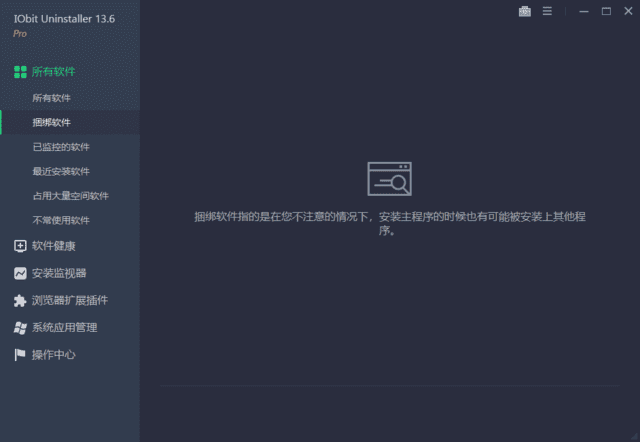 IObit Uninstaller 13.6
Pro
所有软件
所有软件
捆绑软件
已监控的软件
最近安装软件
占用大量空间软件
不常使用软件
软件健康
安装监视器
浏览器扩展插件
系统应用管理
操作中心
捆绑软件指的是在您不注意的情况下，安装主程序的时候也有可能被安装上其他程
序。